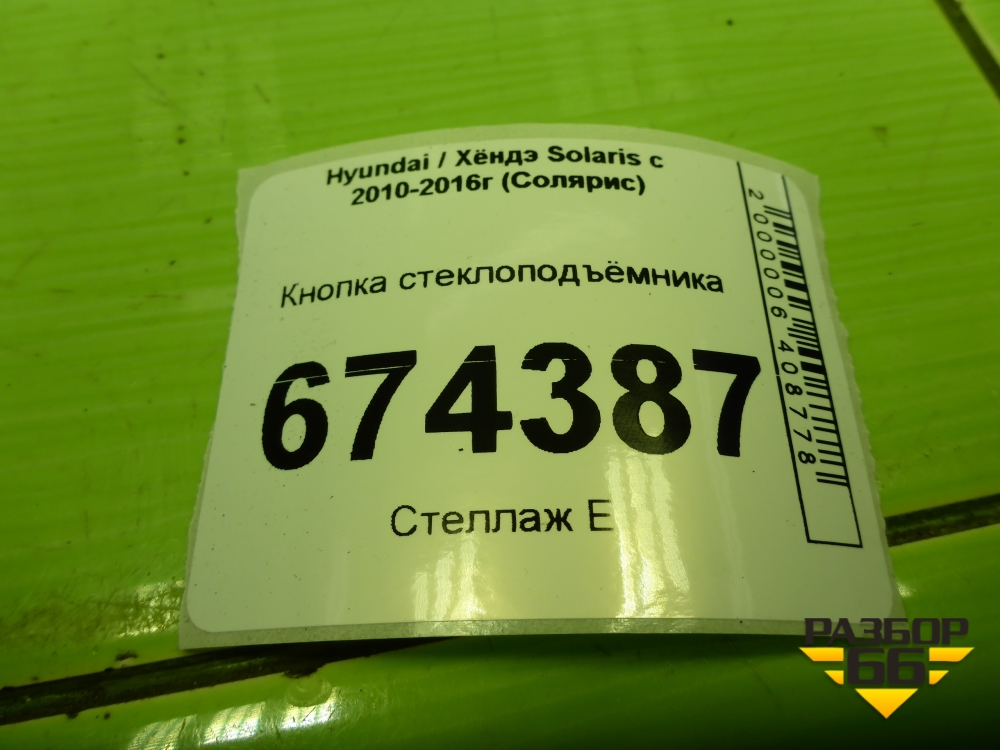 Hyundai / Хёндэ Solaris с
2010-2016г (Солярис)
Кнопка стеклоподъёмника
674387
Стеллаж E
2000006408778
РАЗБОР
66